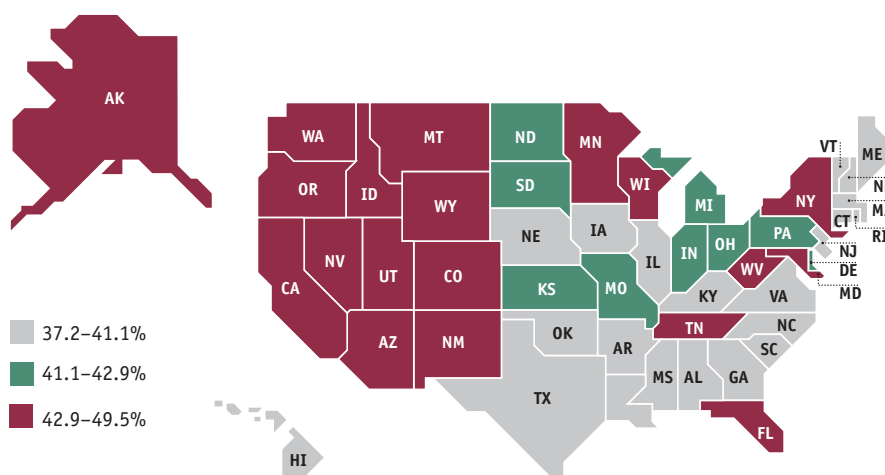 AK
WA
MT
ND
MN
VT
ME
OR
ID
SD
WI
NY
N
MA
WY
MI
CT
RI
NE
IA
PA
NJ
NV
UT
CO
IL
IN
OH
DE
CA
WV
MD
KS
MO
KY
VA
37.2–41.1%
AZ
NM
OK
TN
NC
41.1–42.9%
AR
SC
TX
MS
AL
GA
42.9–49.5%
FL
HI